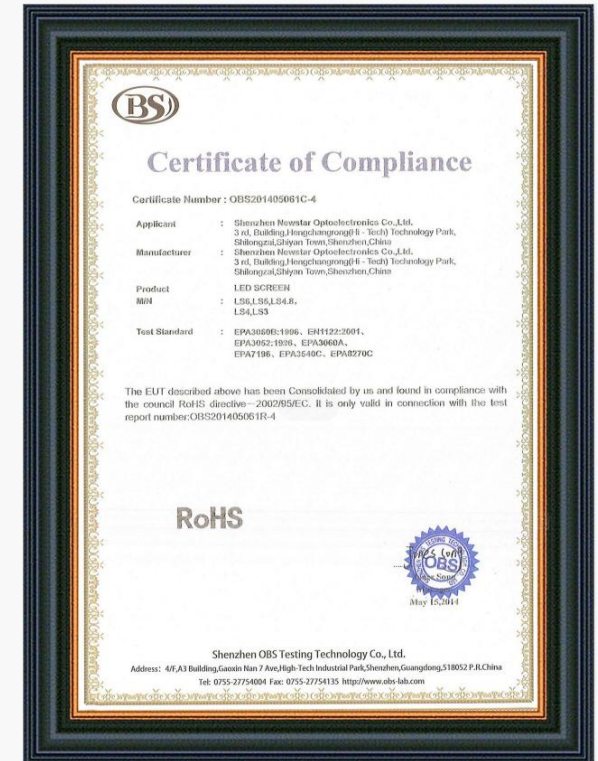 BS
Certificate of Compliance
Certificate Number : OBS201405061C-4
Applicant : Shenzhen Newstar Optoelectronics Co.,Ltd.
3 rd, Building,Hengchangrong(Hi - Tech) Technology Park,
Shilongzai,Shiyan Town,Shenzhen,China
Manufacturer : Shenzhen Newstar Optoelectronics Co.,Ltd.
3 rd, Building,Hengchangrong(Hi - Tech) Technology Park,
Shilongzai,Shiyan Town,Shenzhen,China
Product LED SCREEN
M/N : LS6,LS5,LS4.8,
LS4,LS3
Test Standard : EPA3050B:1996、EN1122:2001、
EPA3052:1996、EPA3060A、
EPA7196、EPA3540C、EPA8270C
The EUT described above has been Consolidated by us and found in compliance with
the council RoHS directive－2002/95/EC. It is only valid in connection with the test
report number:OBS201405061R-4
RoHS
OBS
May 15,2014
Shenzhen OBS Testing Technology Co., Ltd.
Address: 4/F,A3 Building,Gaoxin Nan 7 Ave,High-Tech Industrial Park,Shenzhen,Guangdong,518052 P.R.China
Tel: 0755-27754004 Fax: 0755-27754135 http://www.obs-lab.com